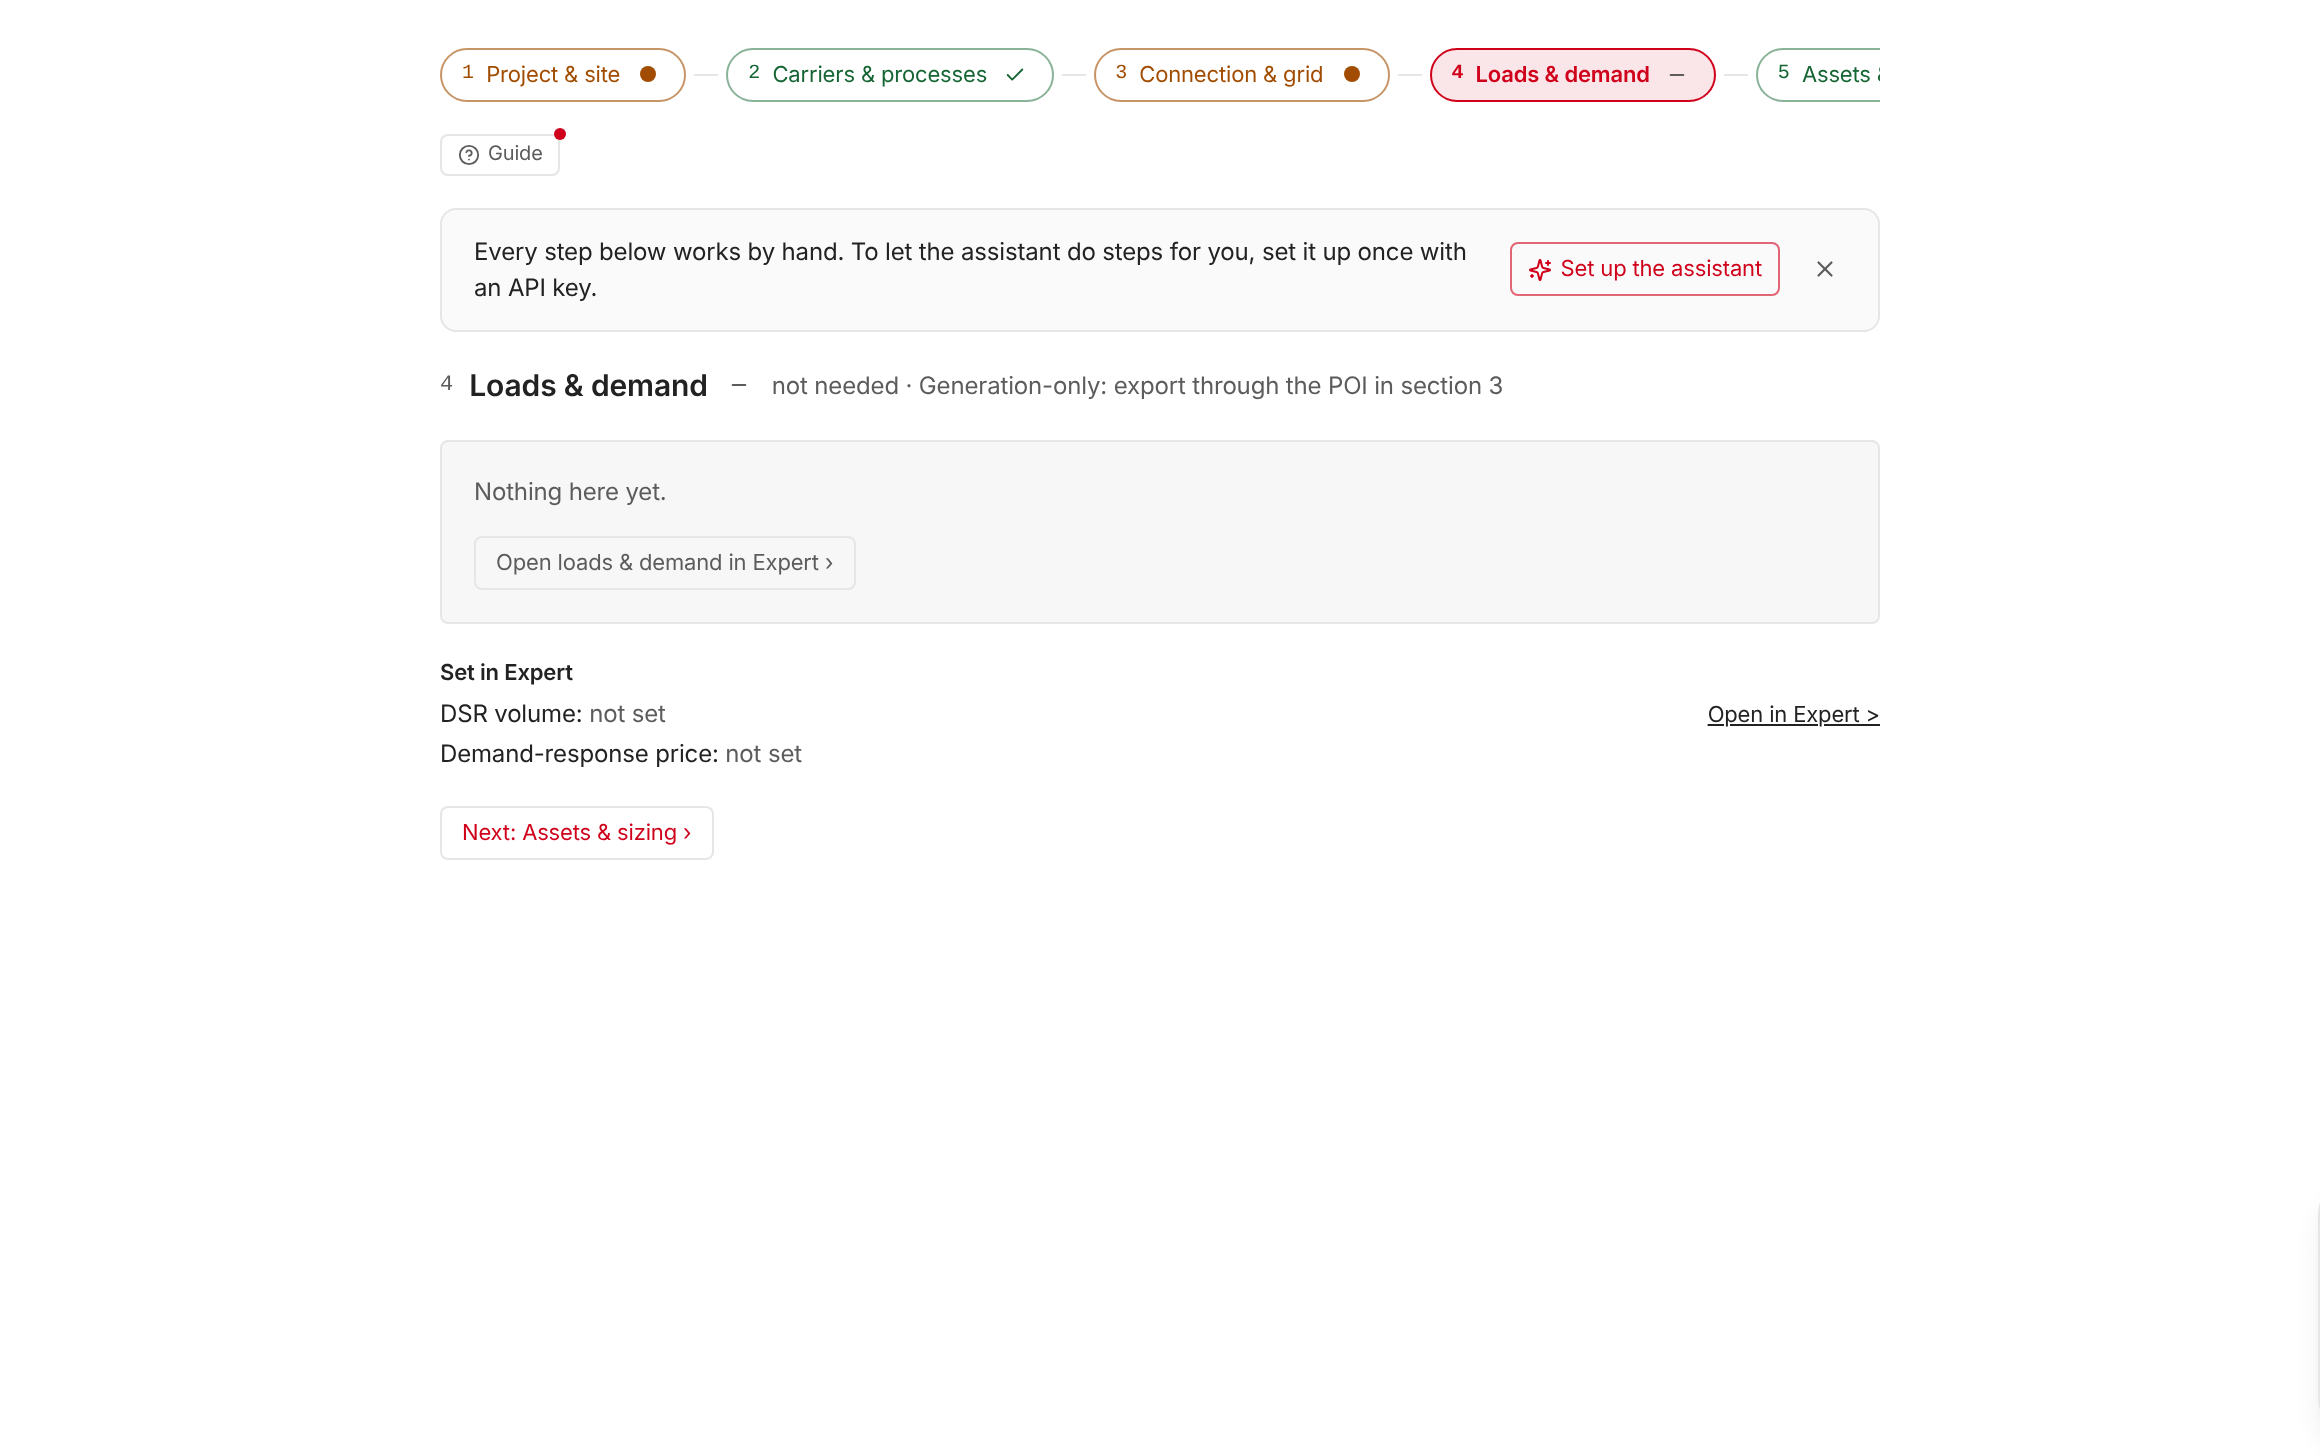 1 Project & site
2 Carriers & processes
3 Connection & grid
4 Loads & demand –
5 Assets &
Guide
Every step below works by hand. To let the assistant do steps for you, set it up once with
an API key.
Set up the assistant
4 Loads & demand – not needed · Generation-only: export through the POI in section 3
Nothing here yet.
Open loads & demand in Expert ›
Set in Expert
DSR volume: not set
Open in Expert >
Demand-response price: not set
Next: Assets & sizing ›